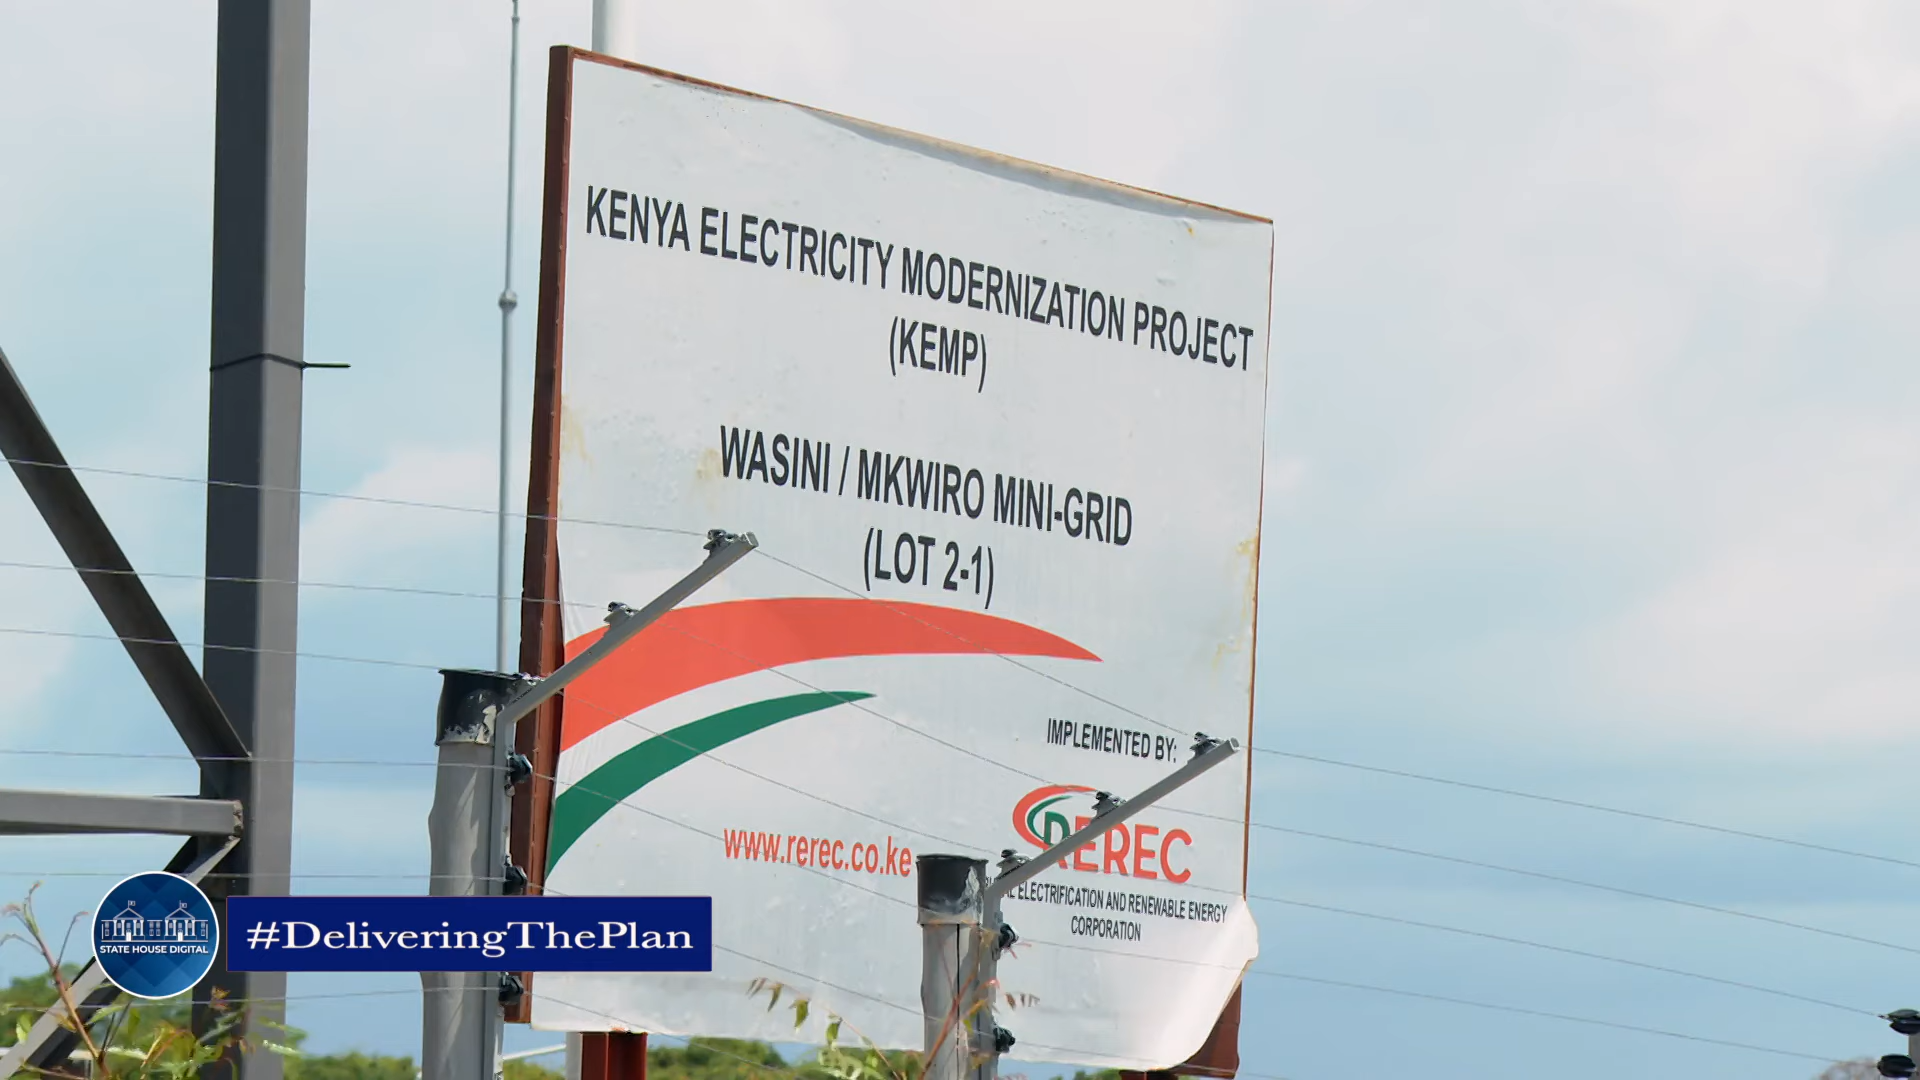 KENYA ELECTRICITY MODERNIZATION PROJECT
(KEMP)
WASINI / MKWIRO MINI-GRID
(LOT 2-1)
IMPLEMENTED BY:
REREC
www.rerec.co.ke
ELECTRIFICATION AND RENEWABLE ENERGY
CORPORATION
STATE HOUSE DIGITAL
#DeliveringThePlan